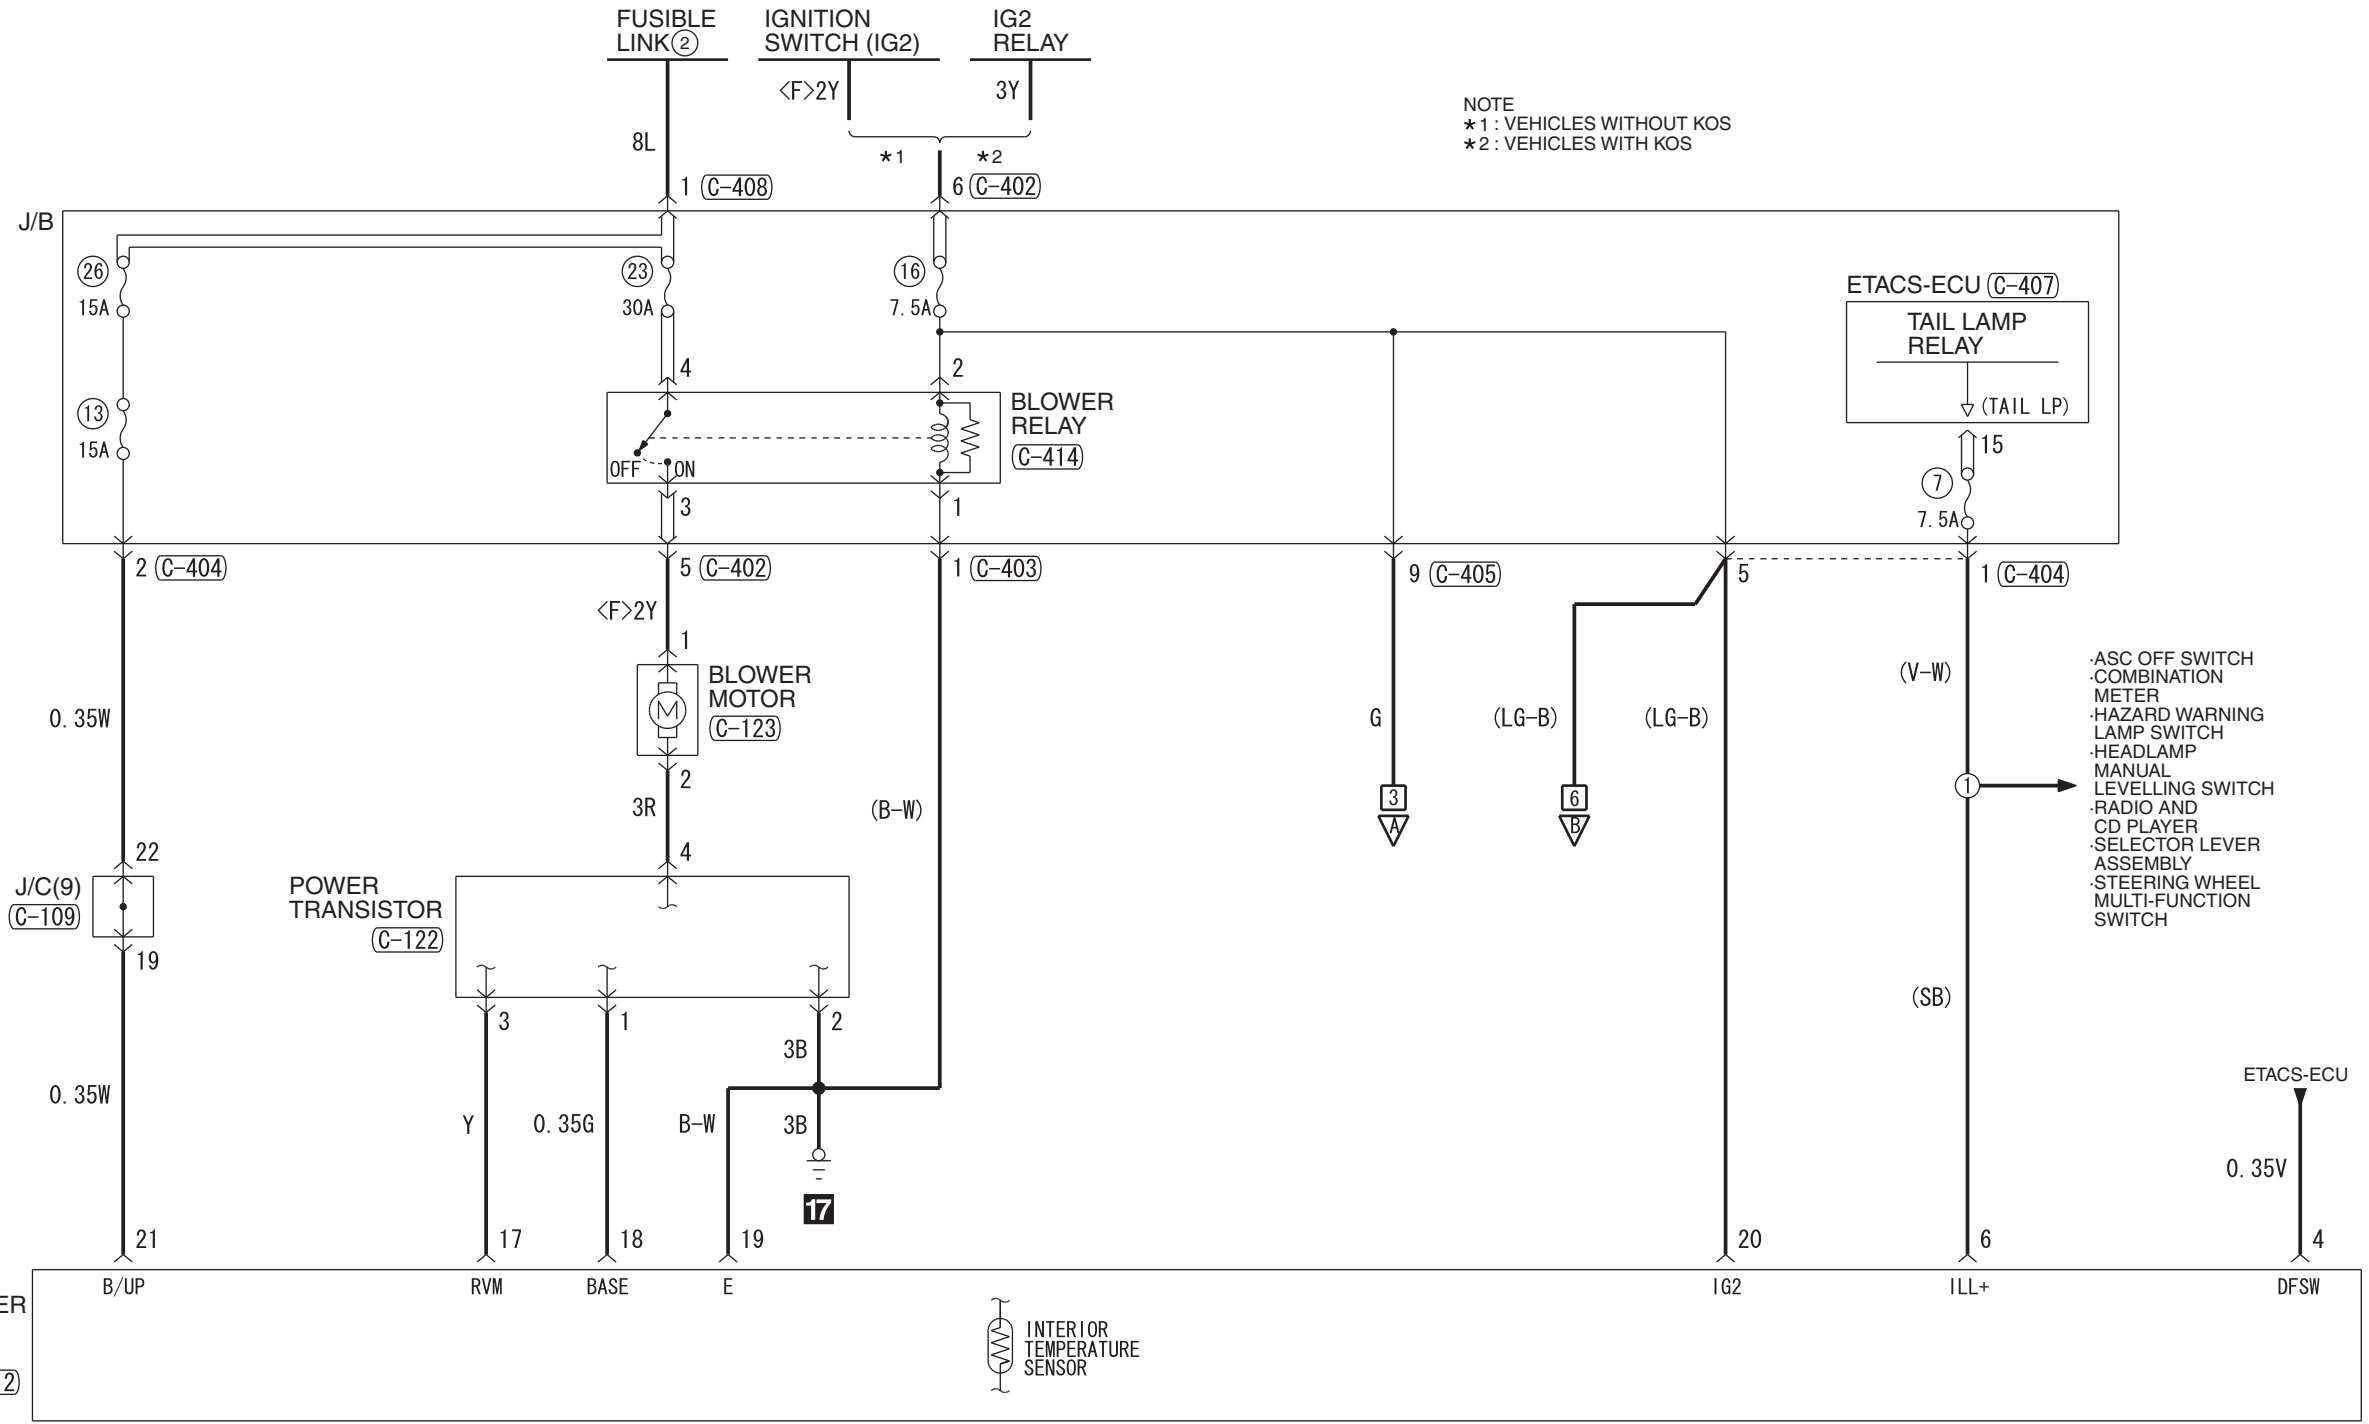 FUSIBLE
LINK②
IGNITION
SWITCH (IG2)
IG2
RELAY
<F>2Y
3Y
8L
*1
*2
NOTE
*1 : VEHICLES WITHOUT KOS
*2 : VEHICLES WITH KOS
1 (C-408)
6 (C-402)
J/B
26
15A
23
30A
16
7.5A
ETACS-ECU (C-407)
TAIL LAMP
RELAY
(TAIL LP)
4
2
13
15A
OFF
ON
BLOWER
RELAY
(C-414)
15
7
7.5A
3
1
2 (C-404)
5 (C-402)
1 (C-403)
9 (C-405)
5
1 (C-404)
<F>2Y
1
BLOWER
MOTOR
(C-123)
M
2
0.35W
3R
(B-W)
G
(LG-B)
(LG-B)
(V-W)
3
A
6
B
1
·ASC OFF SWITCH
·COMBINATION
METER
·HAZARD WARNING
LAMP SWITCH
·HEADLAMP
MANUAL
LEVELLING SWITCH
·RADIO AND
CD PLAYER
·SELECTOR LEVER
ASSEMBLY
·STEERING WHEEL
MULTI-FUNCTION
SWITCH
22
J/C(9)
(C-109)
19
4
POWER
TRANSISTOR
(C-122)
3
1
2
(SB)
3B
0.35W
Y
0.35G
B-W
3B
17
ETACS-ECU
0.35V
21
17
18
19
20
6
4
B/UP
RVM
BASE
E
IG2
ILL+
DFSW
ER
2)
INTERIOR
TEMPERATURE
SENSOR